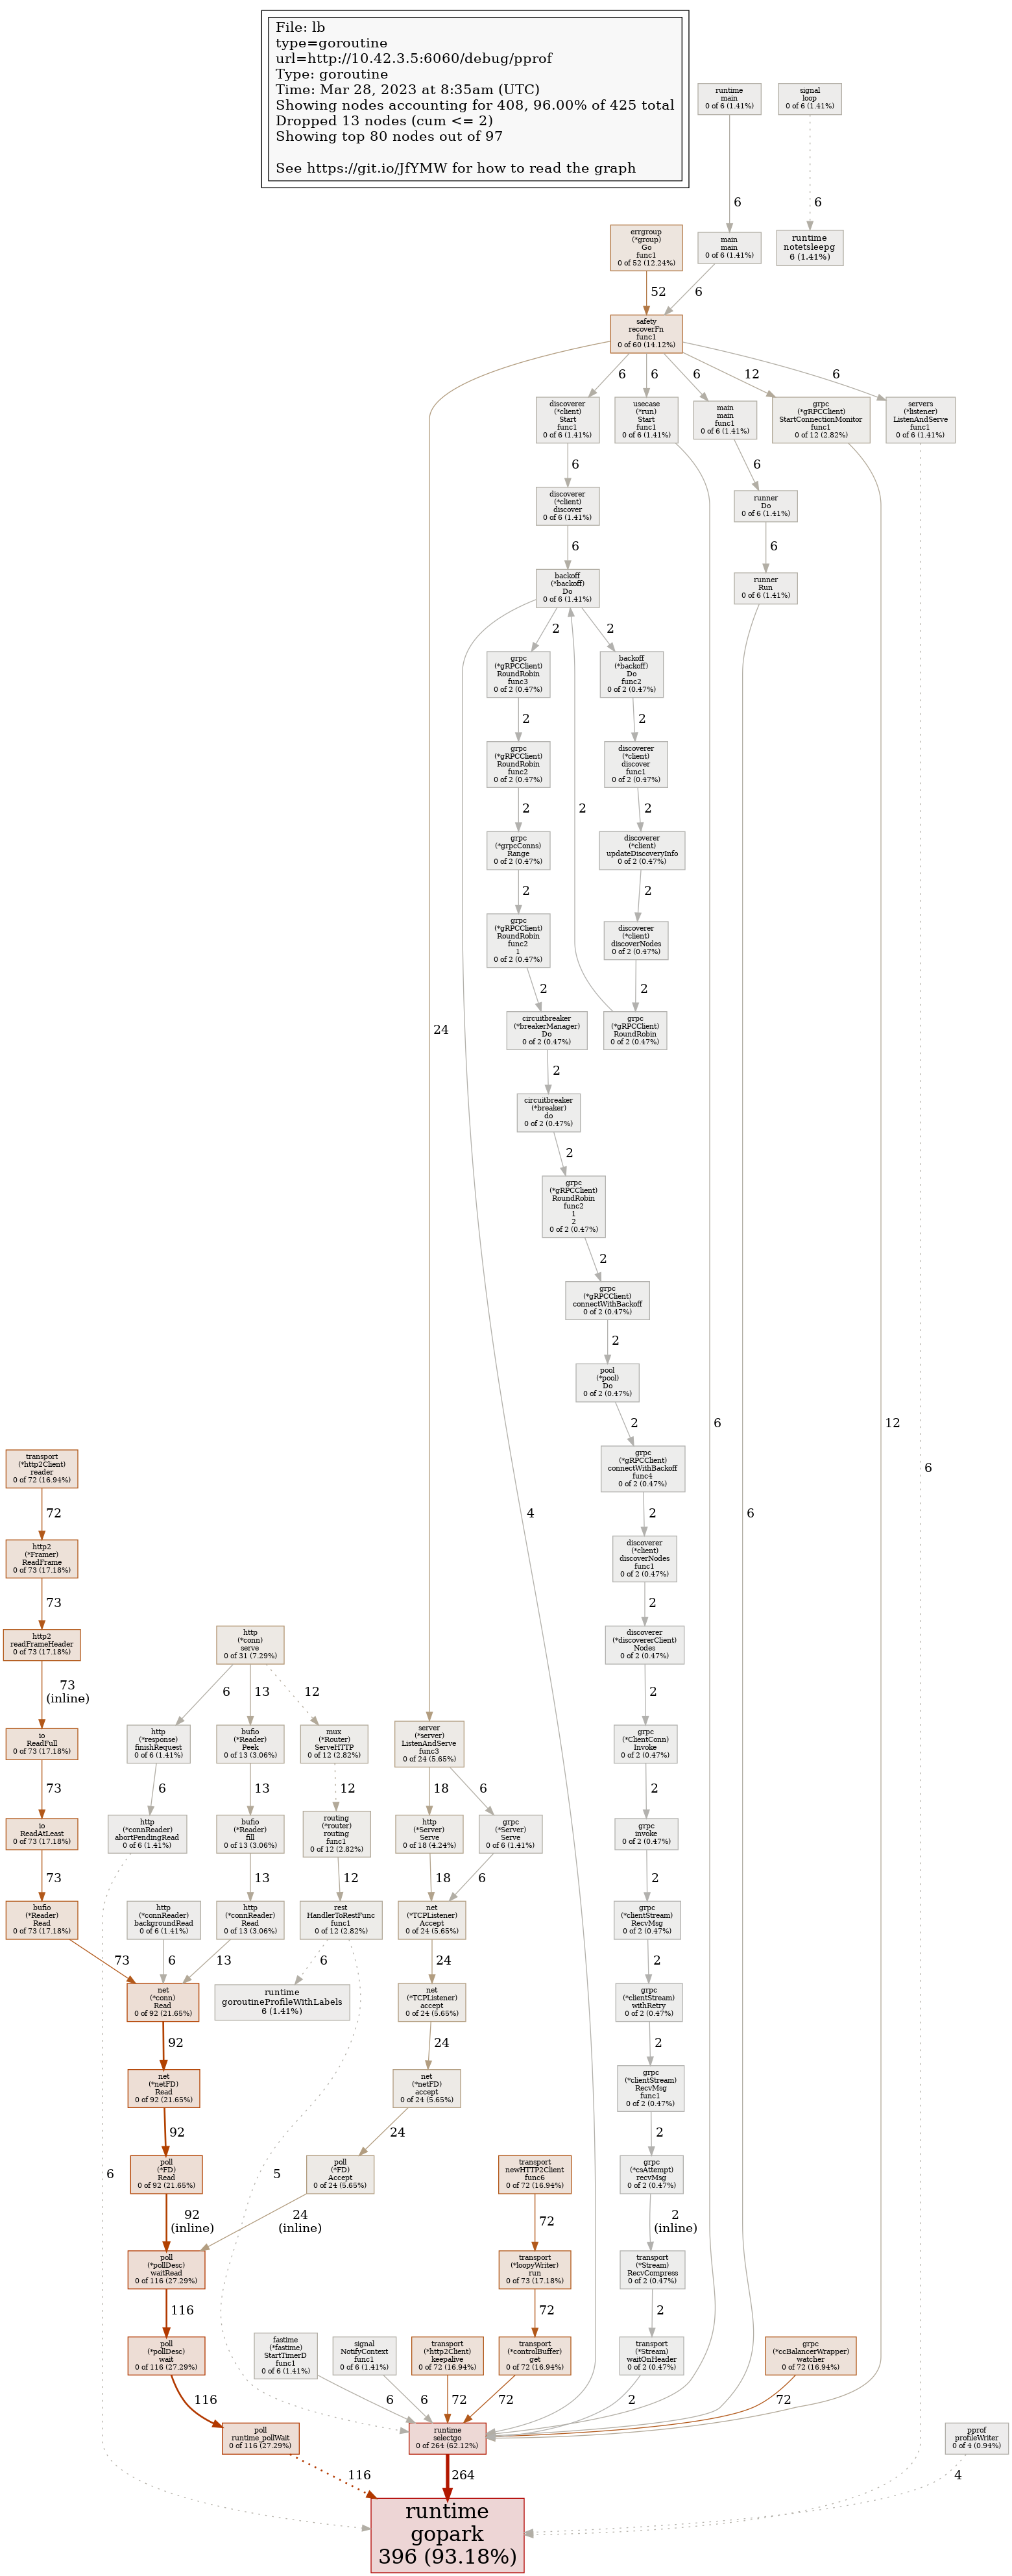 File: lb
type=goroutine
url=http://10.42.3.5:6060/debug/pprof
Type: goroutine
Time: Mar 28, 2023 at 8:35am (UTC)
Showing nodes accounting for 408, 96.00% of 425 total
Dropped 13 nodes (cum <= 2)
Showing top 80 nodes out of 97
See https://git.io/JfYMW for how to read the graph
runtime
main
0 of 6 (1.41%)
signal
loop
0 of 6 (1.41%)
6
6
errgroup
(*group)
Go
func1
0 of 52 (12.24%)
main
main
0 of 6 (1.41%)
runtime
notetsleepg
6 (1.41%)
52
6
safety
recoverFn
func1
0 of 60 (14.12%)
6
6
6
12
6
discoverer
(*client)
Start
func1
0 of 6 (1.41%)
usecase
(*run)
Start
func1
0 of 6 (1.41%)
main
main
func1
0 of 6 (1.41%)
grpc
(*gRPCClient)
StartConnectionMonitor
func1
0 of 12 (2.82%)
servers
(*listener)
ListenAndServe
func1
0 of 6 (1.41%)
6
6
discoverer
(*client)
discover
0 of 6 (1.41%)
runner
Do
0 of 6 (1.41%)
6
6
backoff
(*backoff)
Do
0 of 6 (1.41%)
runner
Run
0 of 6 (1.41%)
2
2
grpc
(*gRPCClient)
RoundRobin
func3
0 of 2 (0.47%)
backoff
(*backoff)
Do
func2
0 of 2 (0.47%)
2
2
grpc
(*gRPCClient)
RoundRobin
func2
0 of 2 (0.47%)
discoverer
(*client)
discover
func1
0 of 2 (0.47%)
2
2
2
grpc
(*grpcConns)
Range
0 of 2 (0.47%)
discoverer
(*client)
updateDiscoveryInfo
0 of 2 (0.47%)
2
2
grpc
(*gRPCClient)
RoundRobin
func2
1
0 of 2 (0.47%)
discoverer
(*client)
discoverNodes
0 of 2 (0.47%)
2
2
circuitbreaker
(*breakerManager)
Do
0 of 2 (0.47%)
grpc
(*gRPCClient)
RoundRobin
0 of 2 (0.47%)
24
2
circuitbreaker
(*breaker)
do
0 of 2 (0.47%)
2
grpc
(*gRPCClient)
RoundRobin
func2
1
2
0 of 2 (0.47%)
2
grpc
(*gRPCClient)
connectWithBackoff
0 of 2 (0.47%)
2
pool
(*pool)
Do
0 of 2 (0.47%)
2
6
12
grpc
(*gRPCClient)
connectWithBackoff
func4
0 of 2 (0.47%)
6
transport
(*http2Client)
reader
0 of 72 (16.94%)
72
4
2
6
http2
(*Framer)
ReadFrame
0 of 73 (17.18%)
discoverer
(*client)
discoverNodes
func1
0 of 2 (0.47%)
73
2
http2
readFrameHeader
0 of 73 (17.18%)
http
(*conn)
serve
0 of 31 (7.29%)
discoverer
(*discovererClient)
Nodes
0 of 2 (0.47%)
73
(inline)
6
13
12
2
io
ReadFull
0 of 73 (17.18%)
http
(*response)
finishRequest
0 of 6 (1.41%)
bufio
(*Reader)
Peek
0 of 13 (3.06%)
mux
(*Router)
ServeHTTP
0 of 12 (2.82%)
server
(*server)
ListenAndServe
func3
0 of 24 (5.65%)
grpc
(*ClientConn)
Invoke
0 of 2 (0.47%)
73
6
13
12
18
6
2
io
ReadAtLeast
0 of 73 (17.18%)
http
(*connReader)
abortPendingRead
0 of 6 (1.41%)
bufio
(*Reader)
fill
0 of 13 (3.06%)
routing
(*router)
routing
func1
0 of 12 (2.82%)
http
(*Server)
Serve
0 of 18 (4.24%)
grpc
(*Server)
Serve
0 of 6 (1.41%)
grpc
invoke
0 of 2 (0.47%)
73
13
12
18
6
2
bufio
(*Reader)
Read
0 of 73 (17.18%)
http
(*connReader)
backgroundRead
0 of 6 (1.41%)
http
(*connReader)
Read
0 of 13 (3.06%)
rest
HandlerToRestFunc
func1
0 of 12 (2.82%)
net
(*TCPListener)
Accept
0 of 24 (5.65%)
grpc
(*clientStream)
RecvMsg
0 of 2 (0.47%)
73
6
13
6
24
2
net
(*conn)
Read
0 of 92 (21.65%)
runtime
goroutineProfileWithLabels
6 (1.41%)
net
(*TCPListener)
accept
0 of 24 (5.65%)
grpc
(*clientStream)
withRetry
0 of 2 (0.47%)
92
24
2
net
(*netFD)
Read
0 of 92 (21.65%)
net
(*netFD)
accept
0 of 24 (5.65%)
grpc
(*clientStream)
RecvMsg
func1
0 of 2 (0.47%)
92
24
2
6
5
poll
(*FD)
Read
0 of 92 (21.65%)
poll
(*FD)
Accept
0 of 24 (5.65%)
transport
newHTTP2Client
func6
0 of 72 (16.94%)
grpc
(*csAttempt)
recvMsg
0 of 2 (0.47%)
92
(inline)
24
(inline)
72
2
(inline)
poll
(*pollDesc)
waitRead
0 of 116 (27.29%)
transport
(*loopyWriter)
run
0 of 73 (17.18%)
transport
(*Stream)
RecvCompress
0 of 2 (0.47%)
116
72
2
poll
(*pollDesc)
wait
0 of 116 (27.29%)
fastime
(*fastime)
StartTimerD
func1
0 of 6 (1.41%)
signal
NotifyContext
func1
0 of 6 (1.41%)
transport
(*http2Client)
keepalive
0 of 72 (16.94%)
transport
(*controlBuffer)
get
0 of 72 (16.94%)
transport
(*Stream)
waitOnHeader
0 of 2 (0.47%)
grpc
(*ccBalancerWrapper)
watcher
0 of 72 (16.94%)
116
6
6
72
72
2
72
poll
runtime_pollWait
0 of 116 (27.29%)
runtime
selectgo
0 of 264 (62.12%)
pprof
profileWriter
0 of 4 (0.94%)
116
264
4
runtime
gopark
396 (93.18%)